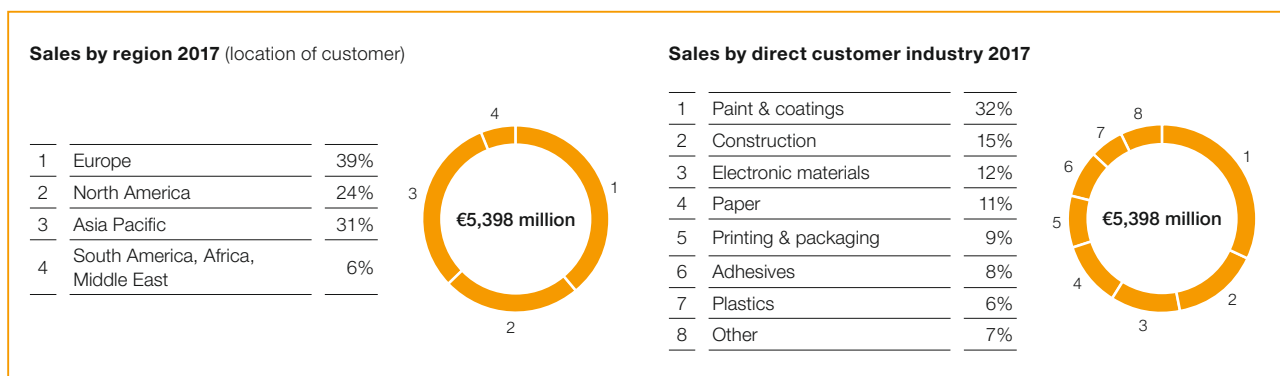 Sales by region 2017 (location of customer)
1 Europe 39%
2 North America 24%
3 Asia Pacific 31%
4 South America, Africa,
Middle East 6%
4
3
1
2
€5,398 million
Sales by direct customer industry 2017
1 Paint & coatings 32%
2 Construction 15%
3 Electronic materials 12%
4 Paper 11%
5 Printing & packaging 9%
6 Adhesives 8%
7 Plastics 6%
8 Other 7%
8
7
1
6
5
€5,398 million
4
2
3